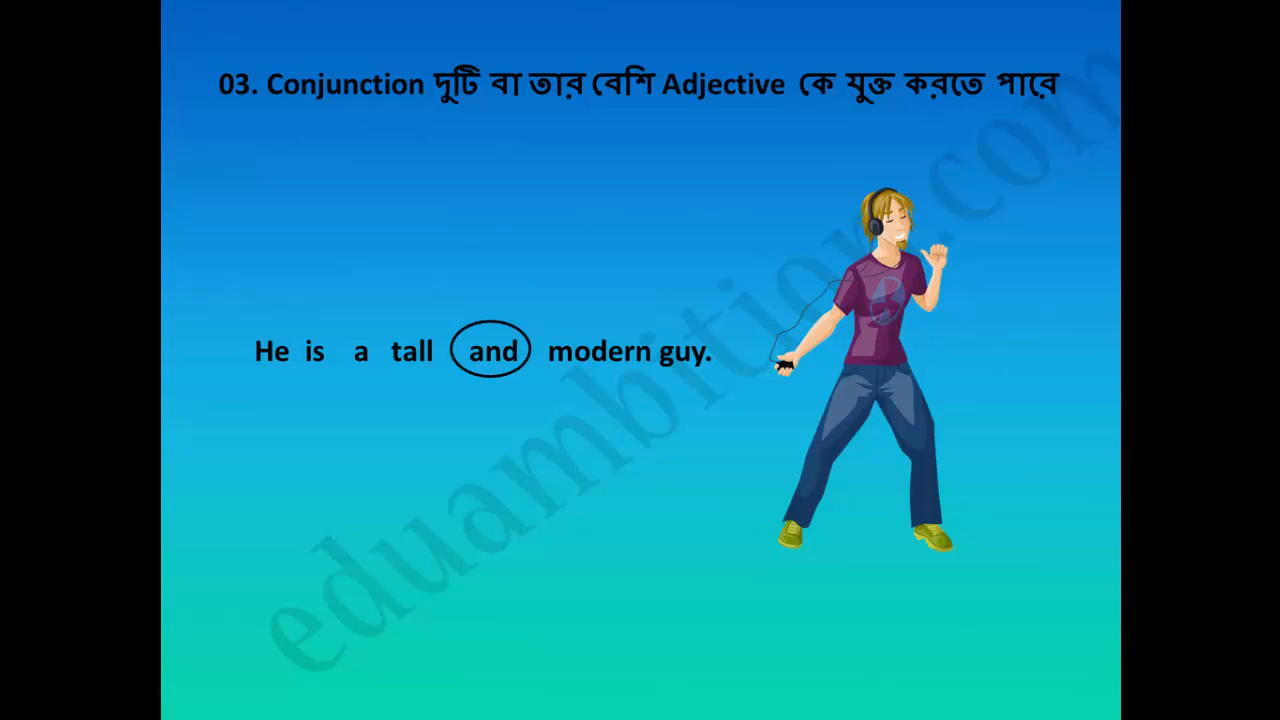 03. Conjunction দুটি বা তার বেশি Adjective কে যুক্ত করতে পারে
He is a tall and modern guy.
eduambition.com